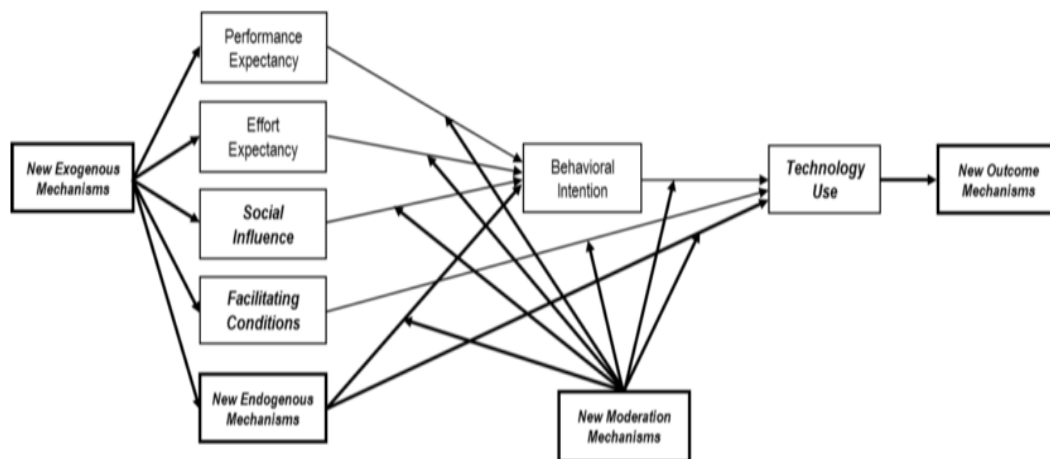 Performance
Expectancy
Effort
Expectancy
New Exogenous
Mechanisms
Social
Influence
Facilitating
Conditions
New Endogenous
Mechanisms
Behavioral
Intention
Technology
Use
New Outcome
Mechanisms
New Moderation
Mechanisms